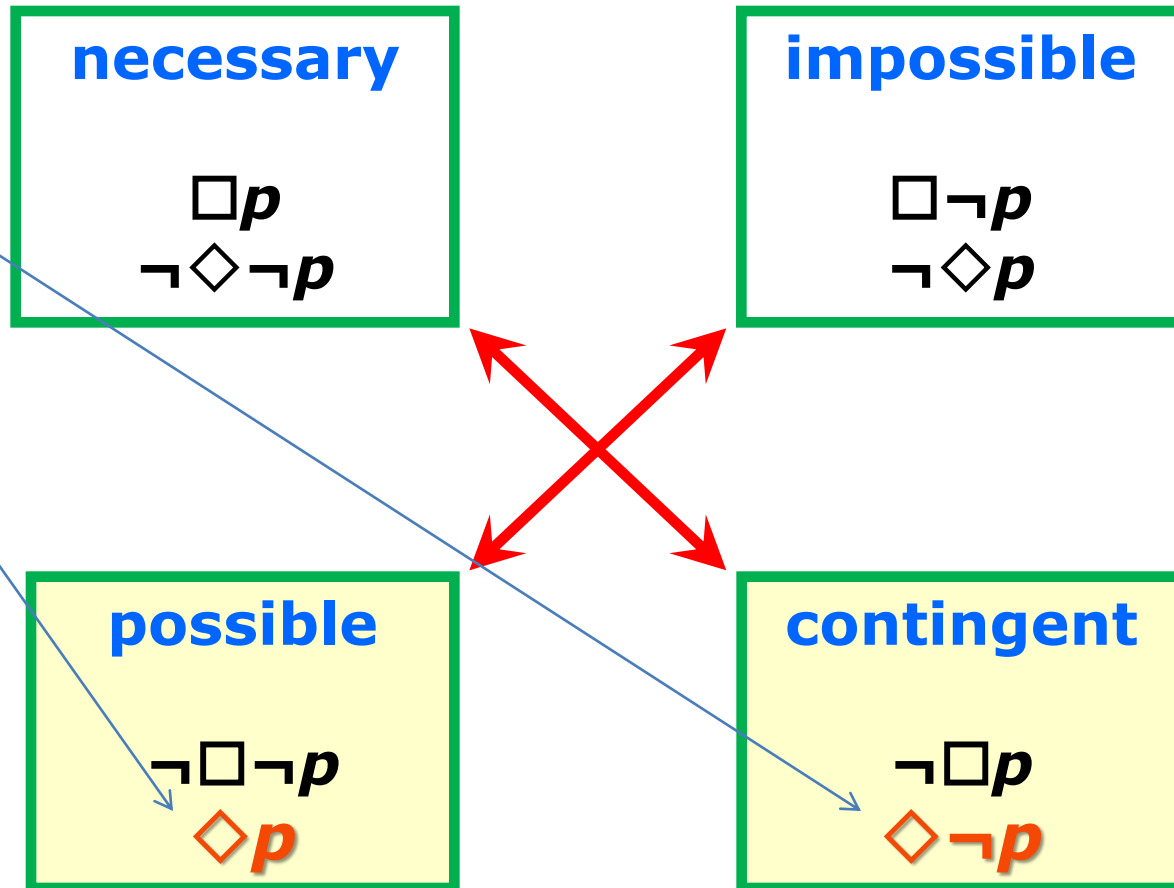 necessary
□p
¬◇¬p
impossible
□¬p
¬◇p
possible
¬□¬p
◇p
contingent
¬□p
◇¬p